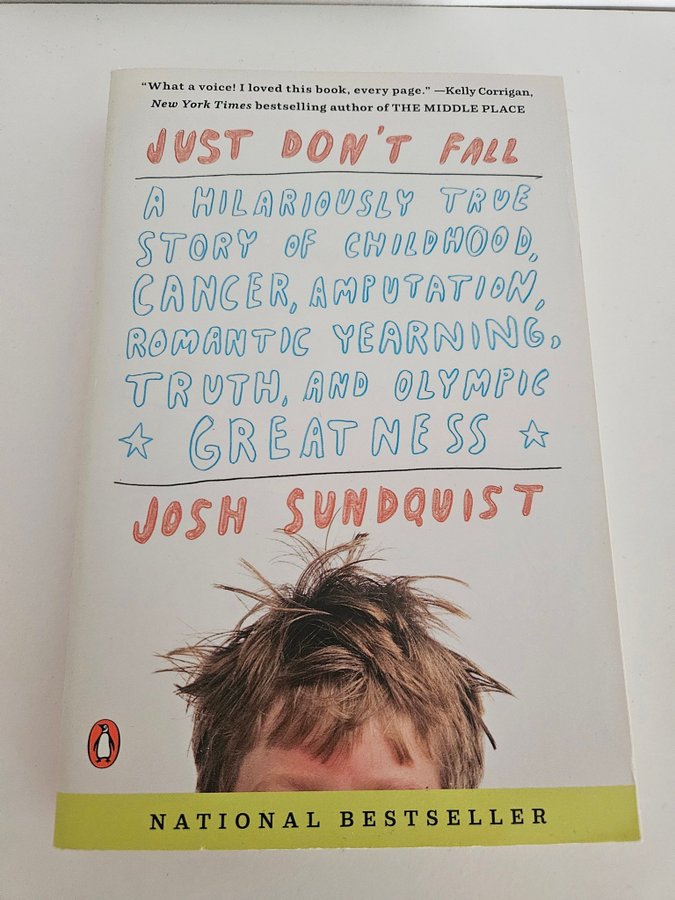 “What a voice! I loved this book, every page.” —Kelly Corrigan,
New York Times bestselling author of THE MIDDLE PLACE
JUST DON'T FALL
A HILARIOUSLY TRUE
STORY OF CHILDHOOD,
CANCER, AMPUTATION,
ROMANTIC YEARNING,
TRUTH, AND OLYMPIC
GREATNESS
JOSH SUNDQUIST
NATIONAL BESTSELLER